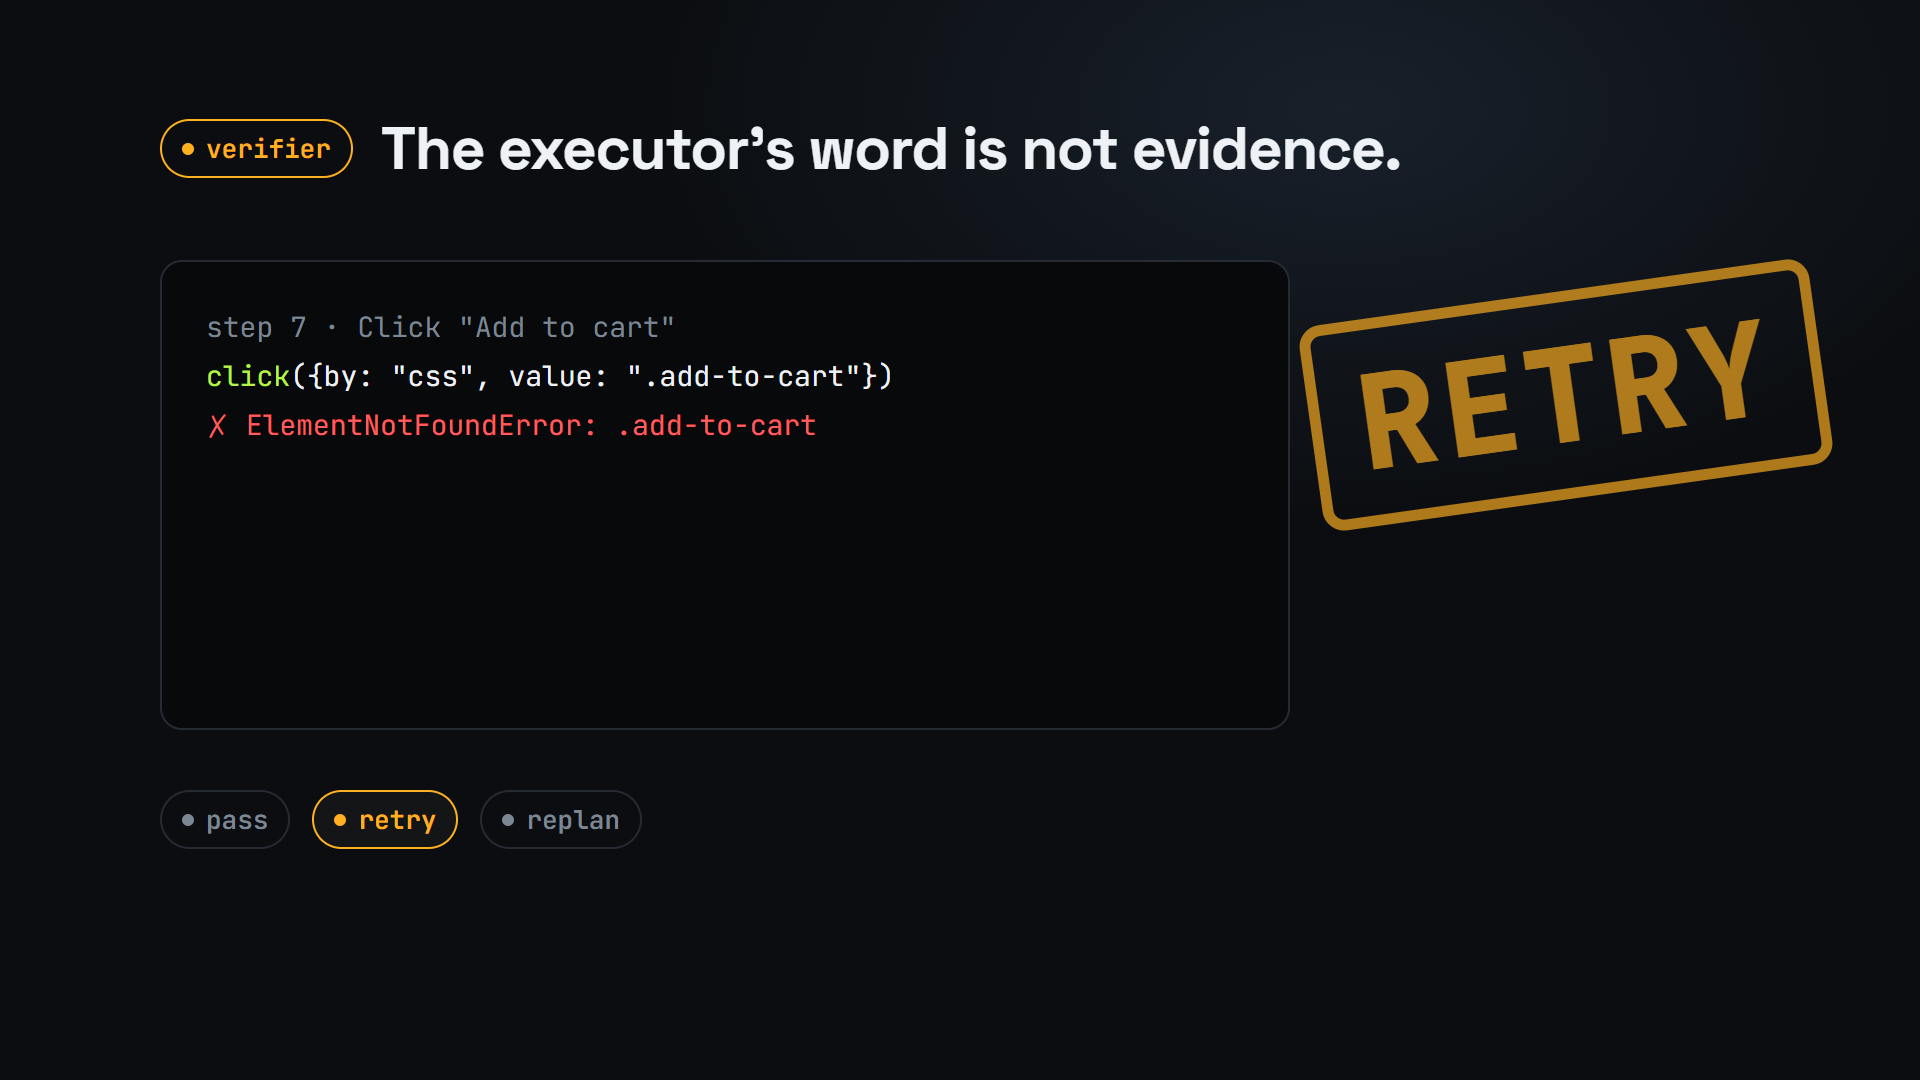 verifier
The executor’s word is not evidence.
step 7 · Click "Add to cart"
click({by: "css", value: ".add-to-cart"})
✗ ElementNotFoundError: .add-to-cart
RETRY
pass
retry
replan